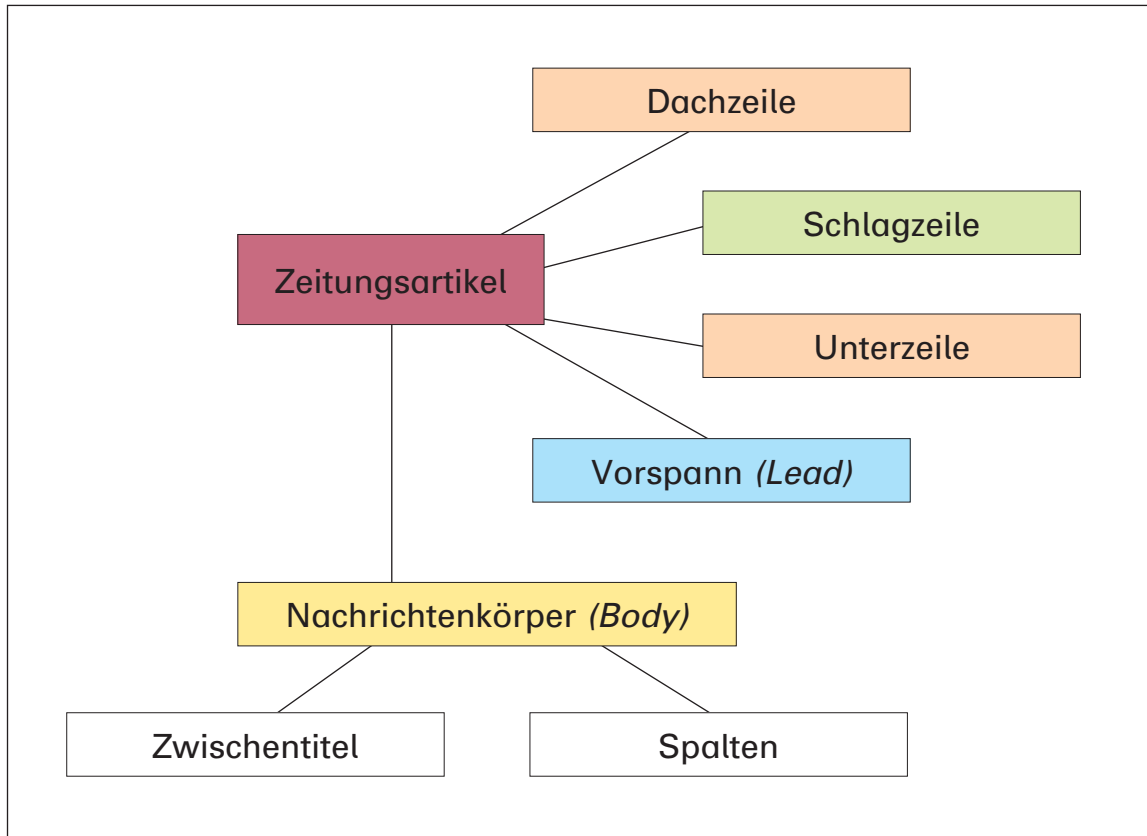 Dachzeile
Schlagzeile
Zeitungsartikel
Unterzeile
Vorspann (Lead)
Nachrichtenkörper (Body)
Zwischentitel
Spalten